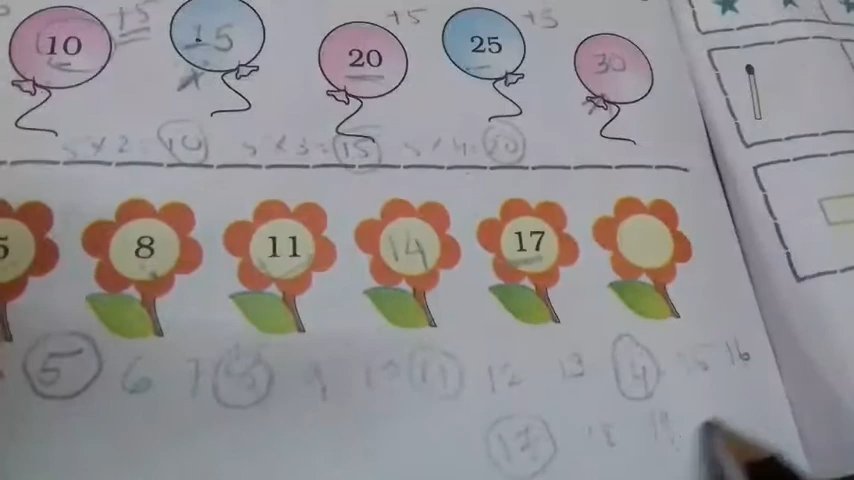 +5 +5 +5
10 15 20 25 30
5 × 2 = 10 5 × 3 = 15 5 × 4 = 20
5 8 11 14 17
5 6 7 8 9 10 11 12 13 14 15 16
17 18 19